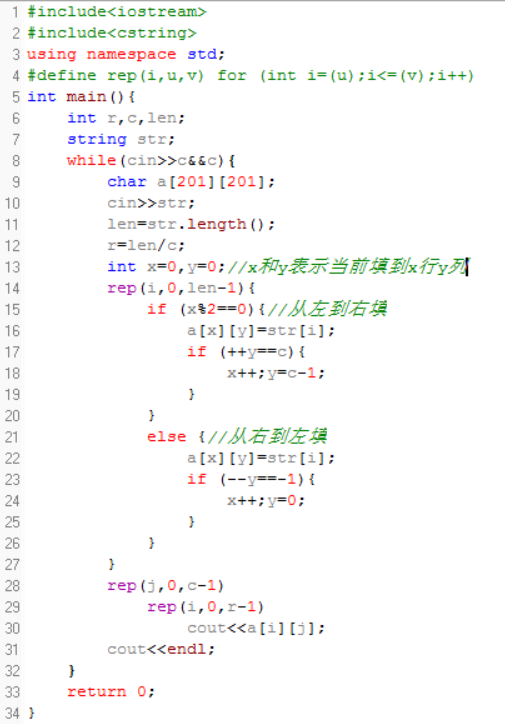 1 #include<iostream>
2 #include<cstring>
3 using namespace std;
4 #define rep(i,u,v) for (int i=(u);i<=(v);i++)
5 int main(){
6     int r,c,len;
7     string str;
8     while(cin>>c&&c){
9         char a[201][201];
10         cin>>str;
11         len=str.length();
12         r=len/c;
13         int x=0,y=0;//x和y表示当前填到x行y列
14         rep(i,0,len-1){
15             if (x%2==0){//从左到右填
16                 a[x][y]=str[i];
17                 if (++y==c){
18                     x++;y=c-1;
19                 }
20             }
21             else {//从右到左填
22                 a[x][y]=str[i];
23                 if (--y==-1){
24                     x++;y=0;
25                 }
26             }
27         }
28         rep(j,0,c-1)
29             rep(i,0,r-1)
30                 cout<<a[i][j];
31         cout<<endl;
32     }
33     return 0;
34 }